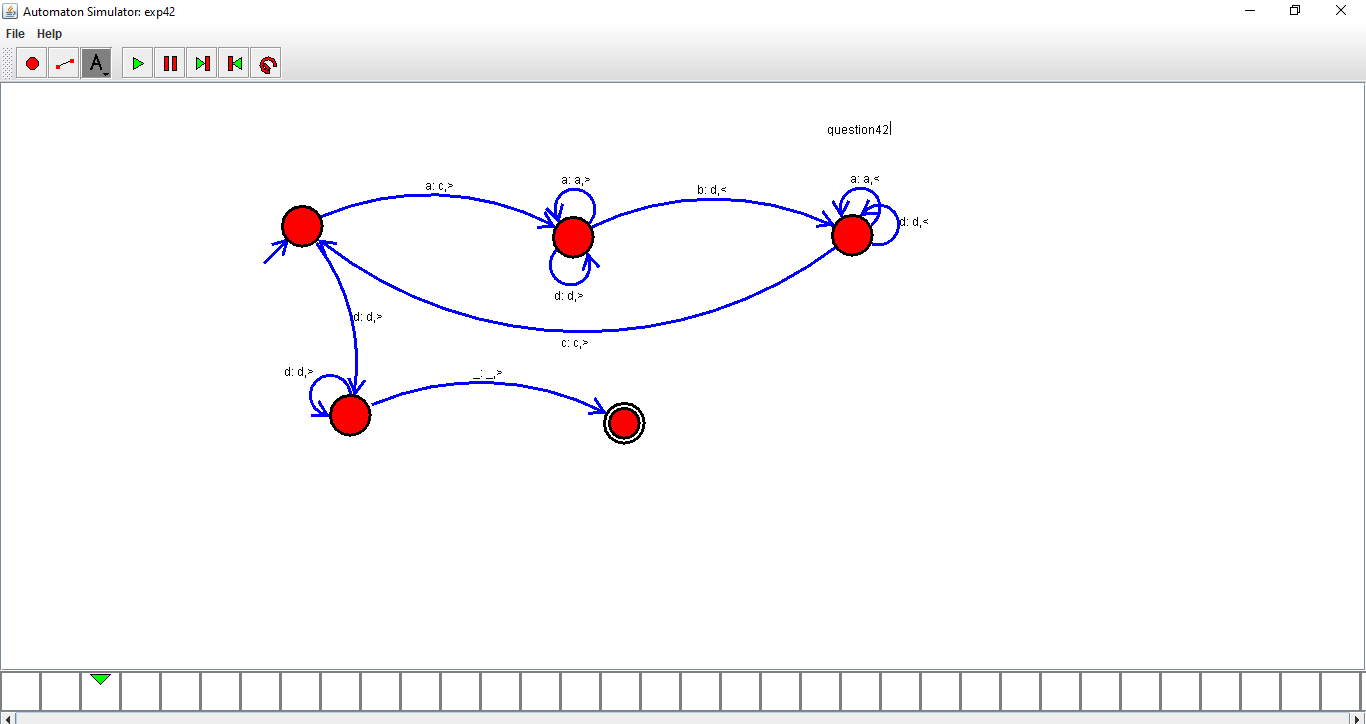 Automaton Simulator: exp42
File Help
A
question42
a: c,>
a: a,>
b: d,<
a: a,<
d: d,<
d: d,>
d: d,>
c: c,>
d: d,>
_: _,>